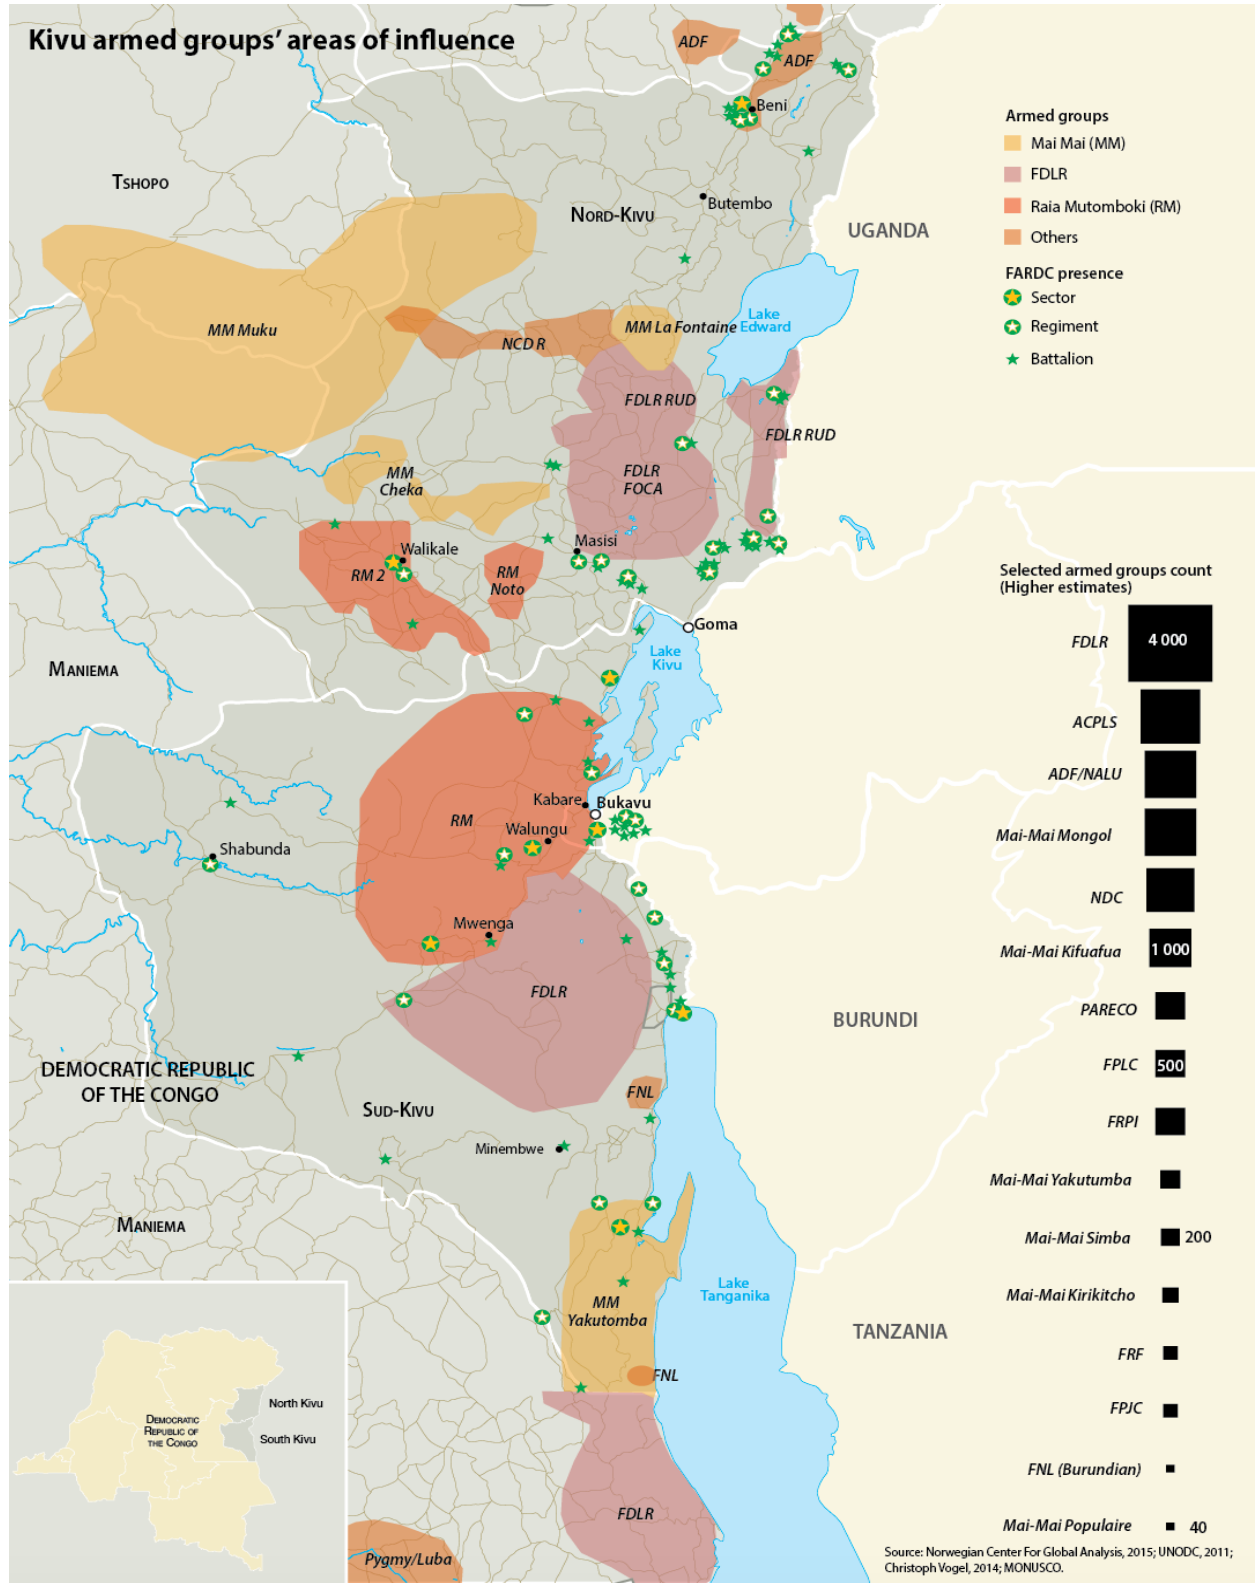 Kivu armed groups' areas of influence
ADF
ADF
Beni
Armed groups
Mai Mai (MM)
FDLR
Raia Mutomboki (RM)
Others
FARDC presence
Sector
Regiment
Battalion
TSHOPO
NORD-KIVU
Butembo
UGANDA
MM Muku
NCD R
MM La Fontaine
Lake
Edward
FDLR RUD
FDLR RUD
FDLR
FOCA
MM
Cheka
Masisi
Walikale
RM 2
RM
Noto
Goma
Lake
Kivu
MANIEMA
Kabare
Bukavu
RM
Walungu
Shabunda
Mwenga
FDLR
BURUNDI
DEMOCRATIC REPUBLIC
OF THE CONGO
SUD-KIVU
FNL
Minembwe
MANIEMA
Lake
Tanganika
MM
Yakutomba
TANZANIA
FNL
FDLR
Pygmy/Luba
North Kivu
DEMOCRATIC
REPUBLIC OF
THE CONGO
South Kivu
Selected armed groups count
(Higher estimates)
FDLR 4 000
ACPLS
ADF/NALU
Mai-Mai Mongol
NDC
Mai-Mai Kifuafua 1 000
PARECO
FPLC 500
FRPI
Mai-Mai Yakutumba
Mai-Mai Simba 200
Mai-Mai Kirikitcho
FRF
FPJC
FNL (Burundian)
Mai-Mai Populaire 40
Source: Norwegian Center For Global Analysis, 2015; UNODC, 2011;
Christoph Vogel, 2014; MONUSCO.